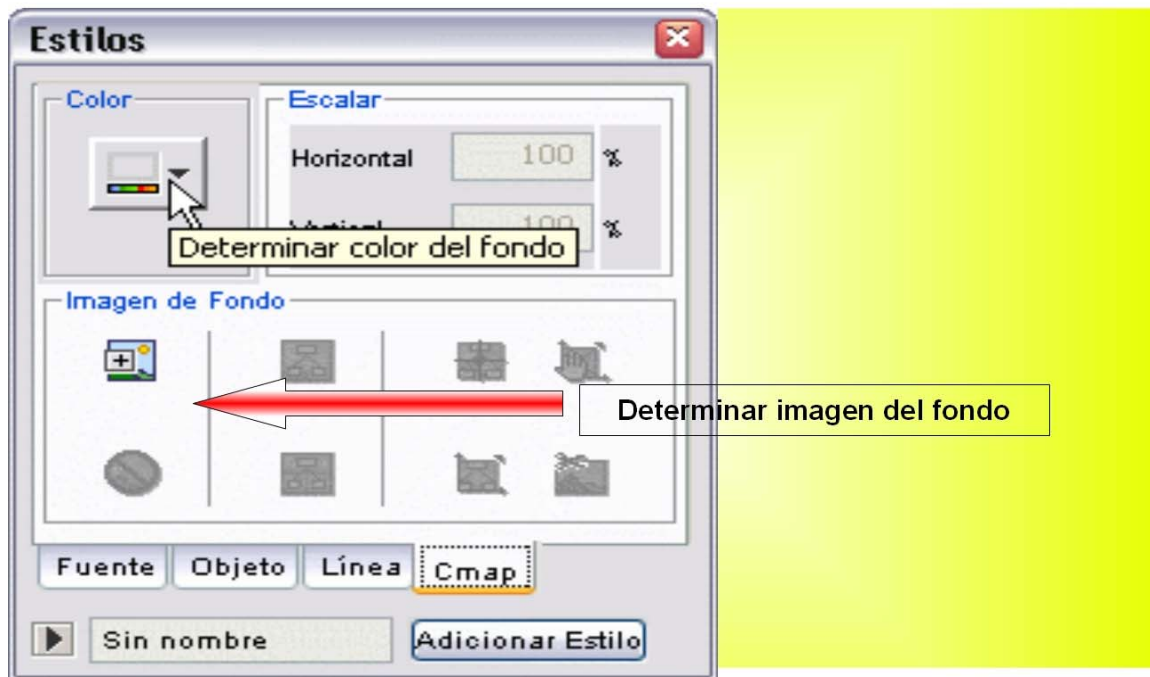 Estilos
Color
Escalar
Horizontal 100 %
100 %
Determinar color del fondo
Imagen de Fondo
Determinar imagen del fondo
Fuente Objeto Línea Cmap
Sin nombre Adicionar Estilo